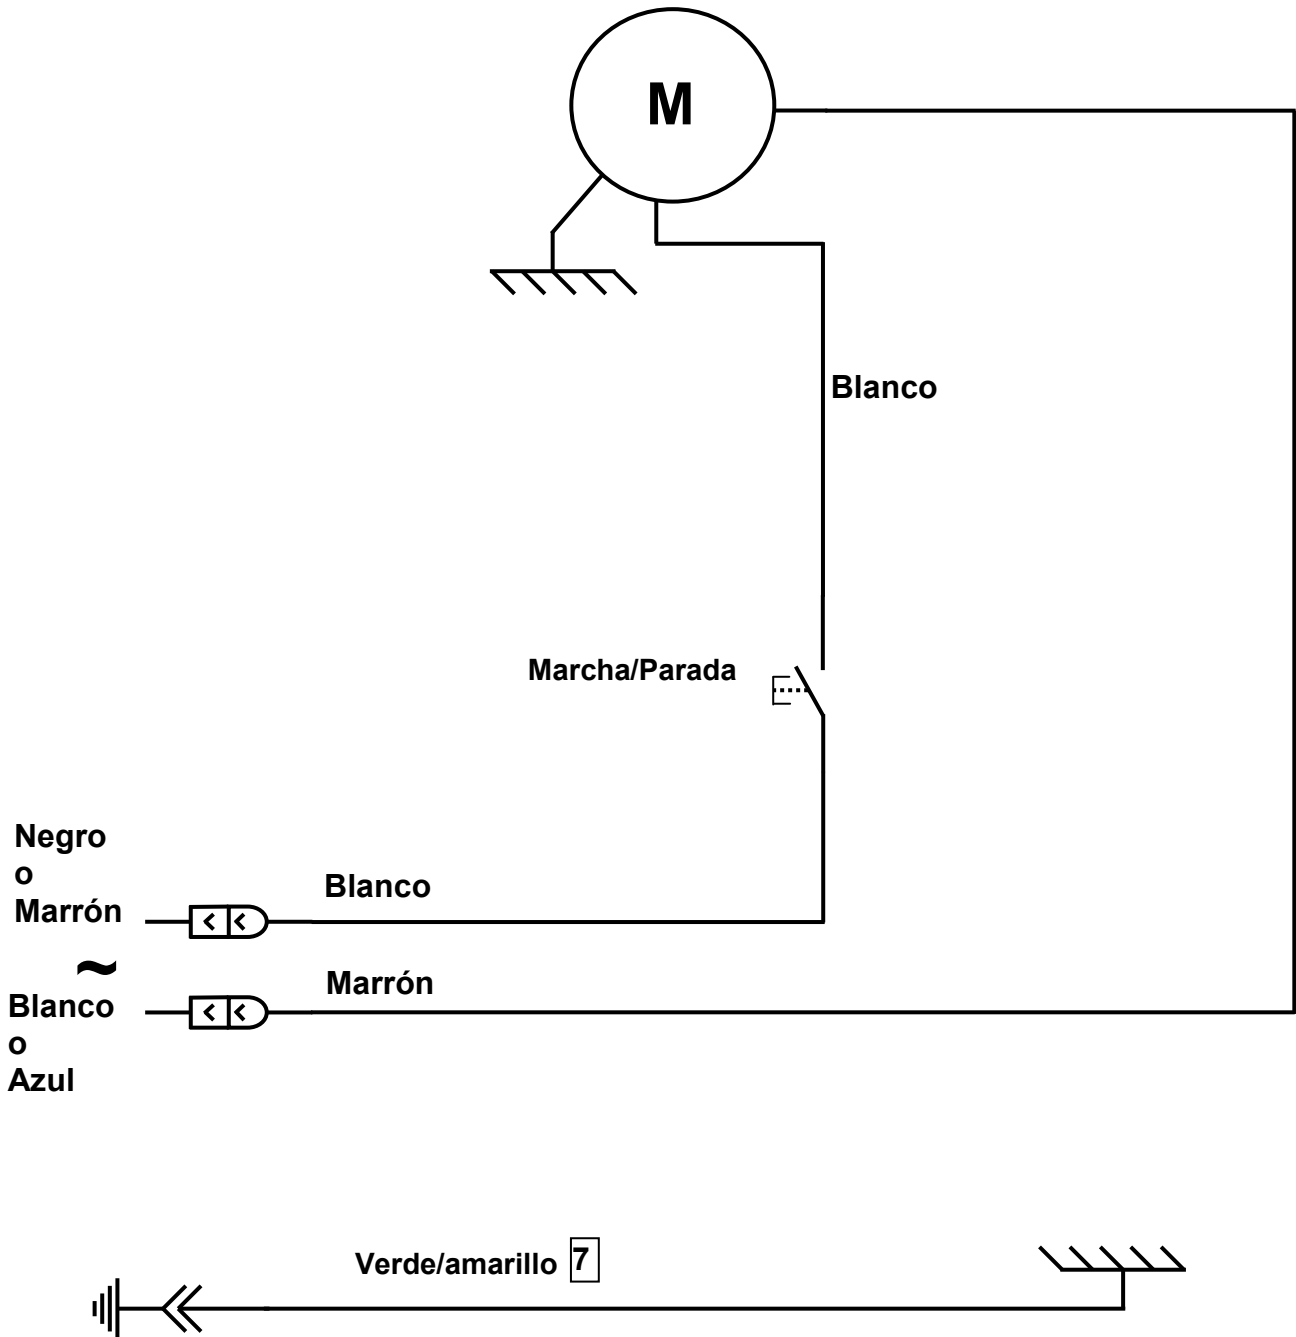 M
Blanco
Marcha/Parada
Negro
o
Marrón
Blanco
~
Marrón
Blanco
o
Azul
Verde/amarillo 7